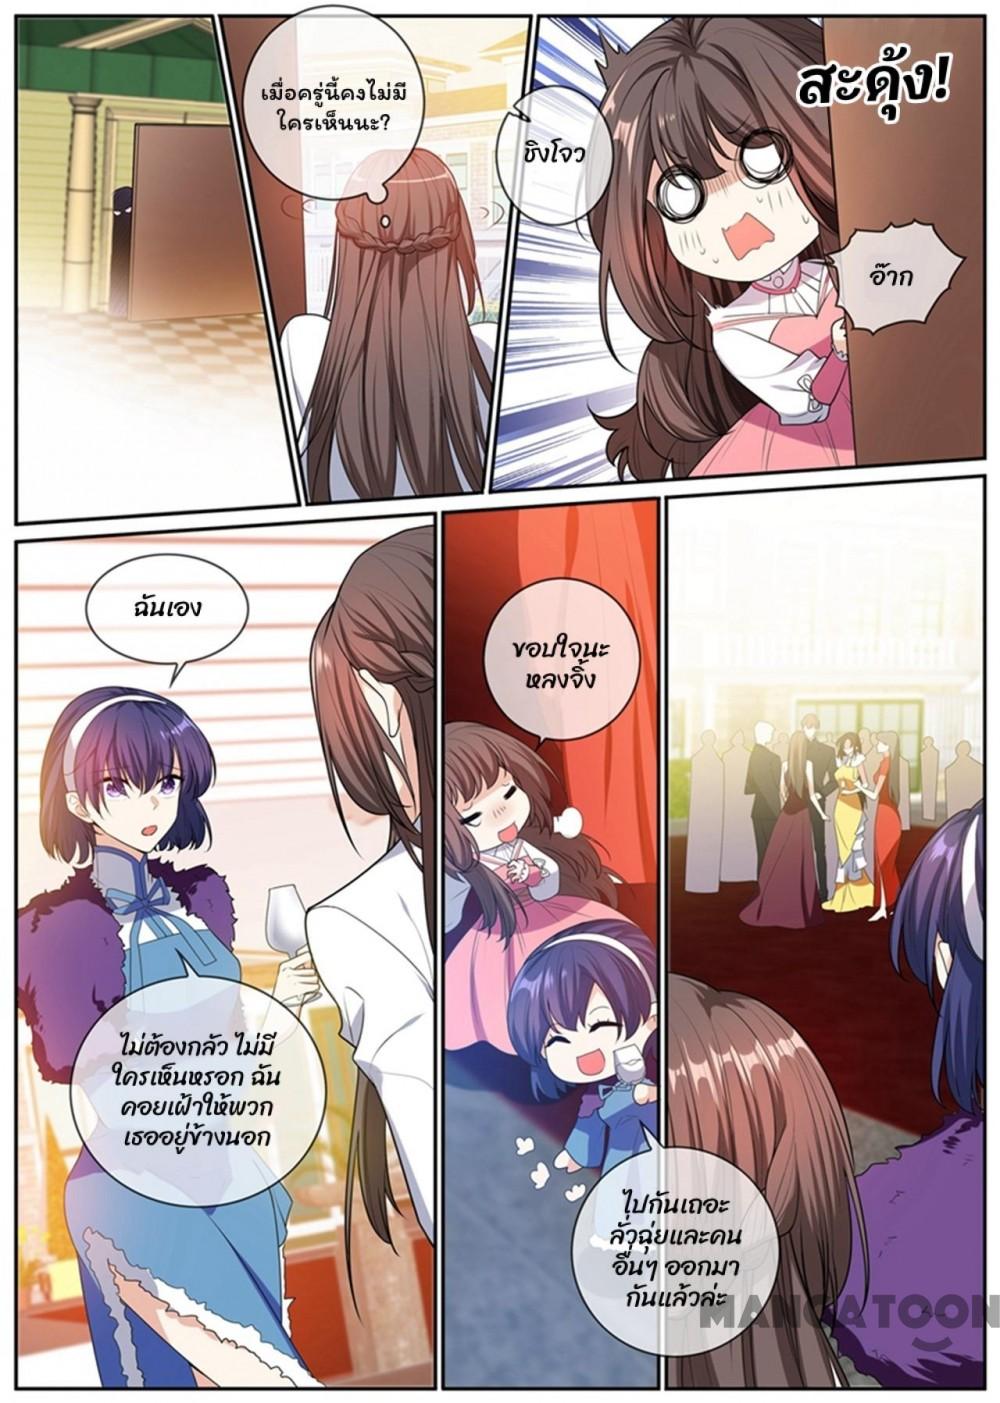 เมื่อครู่นี้คงไม่มี
ใครเห็นนะ?
ชิงโจว
สะดุ้ง!
อ๊าก
ฉันเอง
ไม่ต้องกลัว ไม่มี
ใครเห็นหรอก ฉัน
คอยเฝ้าให้พวก
เธออยู่ข้างนอก
ขอบใจนะ
หลงจิ้ง
ไปกันเถอะ
ลั่วฉุ่ยและคน
อื่นๆ ออกมา
กันแล้วล่ะ
MANGATOON